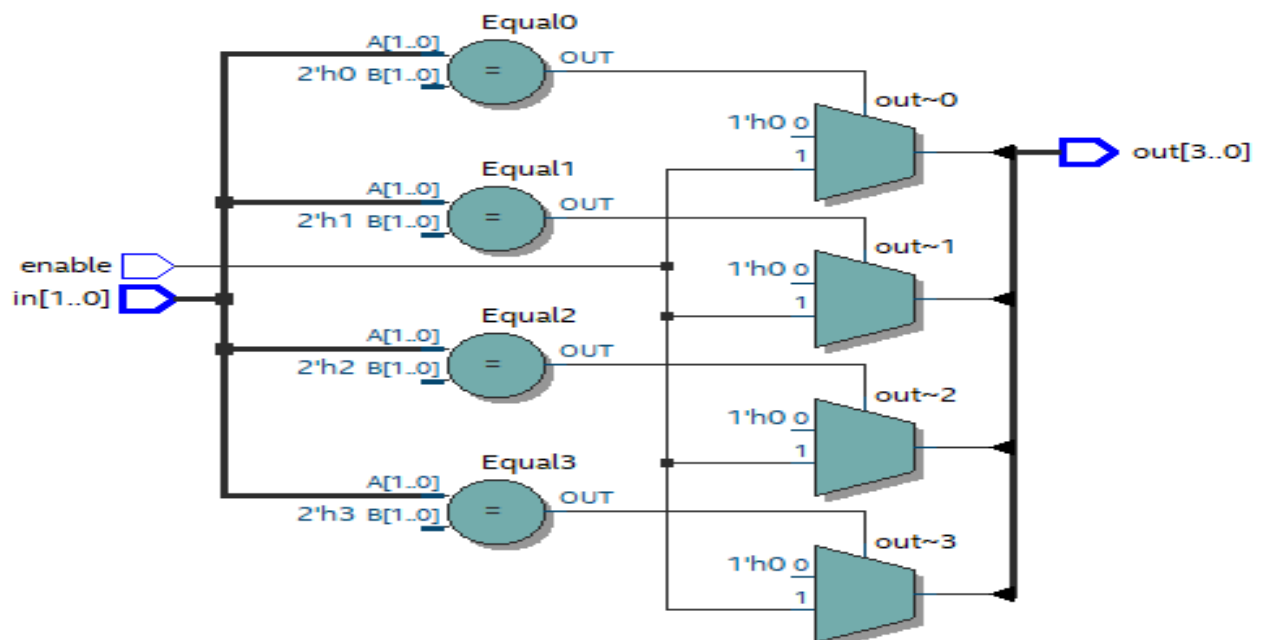 Equal0
A[1..0]
2'h0 B[1..0]
=
OUT
out~0
1'h0 0
1
out[3..0]
Equal1
A[1..0]
2'h1 B[1..0]
=
OUT
out~1
1'h0 0
1
enable
in[1..0]
Equal2
A[1..0]
2'h2 B[1..0]
=
OUT
out~2
1'h0 0
1
Equal3
A[1..0]
2'h3 B[1..0]
=
OUT
out~3
1'h0 0
1